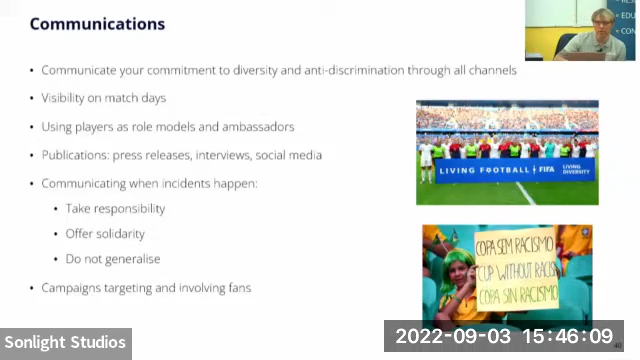 Communications
• Communicate your commitment to diversity and anti-discrimination through all channels
• Visibility on match days
• Using players as role models and ambassadors
• Publications: press releases, interviews, social media
• Communicating when incidents happen:
• Take responsibility
• Offer solidarity
• Do not generalise
• Campaigns targeting and involving fans
LIVING FOOTBALL FIFA LIVING DIVERSITY
COPA SEM RACISMO
CUP WITHOUT RACISM
COPA SIN RACISMO
EDU
CON
Sonlight Studios
2022-09-03 15:46:09
40